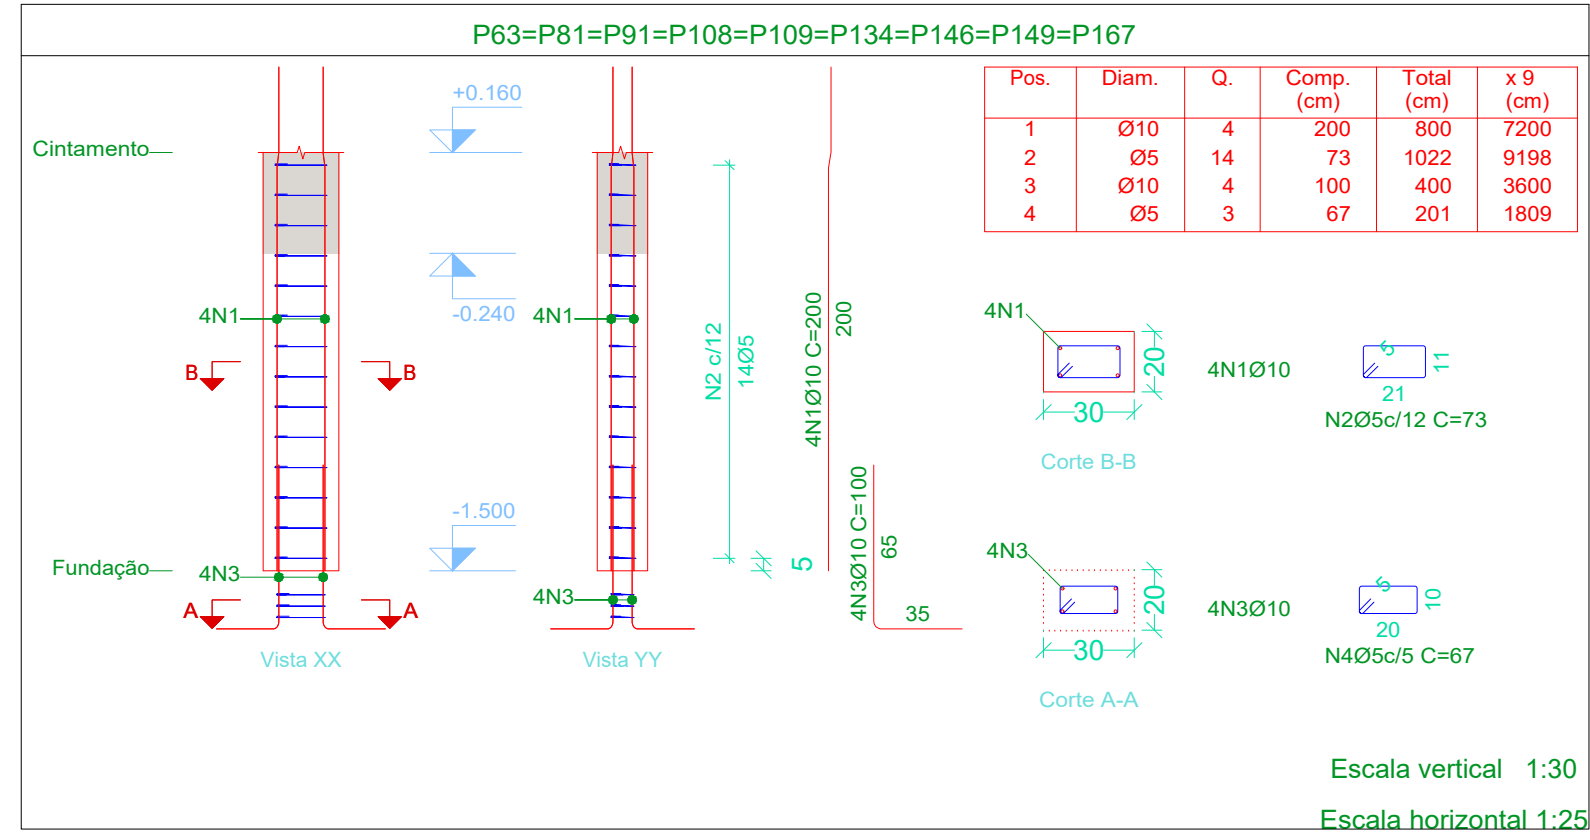 P63=P81=P91=P108=P109=P134=P146=P149=P167
Pos. Diam. Q. Comp. (cm) Total (cm) x 9 (cm)
1 Ø10 4 200 800 7200
2 Ø5 14 73 1022 9198
3 Ø10 4 100 400 3600
4 Ø5 3 67 201 1809
Cintamento
+0.160
-0.240
-1.500
Fundação
4N1
B B
4N3
A A
Vista XX
4N1
4N3
Vista YY
N2 c/12
14Ø5
5
4N1Ø10 C=200
200
4N3Ø10 C=100
65
35
4N1
20
30
Corte B-B
4N1Ø10
5
11
21
N2Ø5c/12 C=73
4N3
20
30
Corte A-A
4N3Ø10
5
10
20
N4Ø5c/5 C=67
Escala vertical 1:30
Escala horizontal 1:25